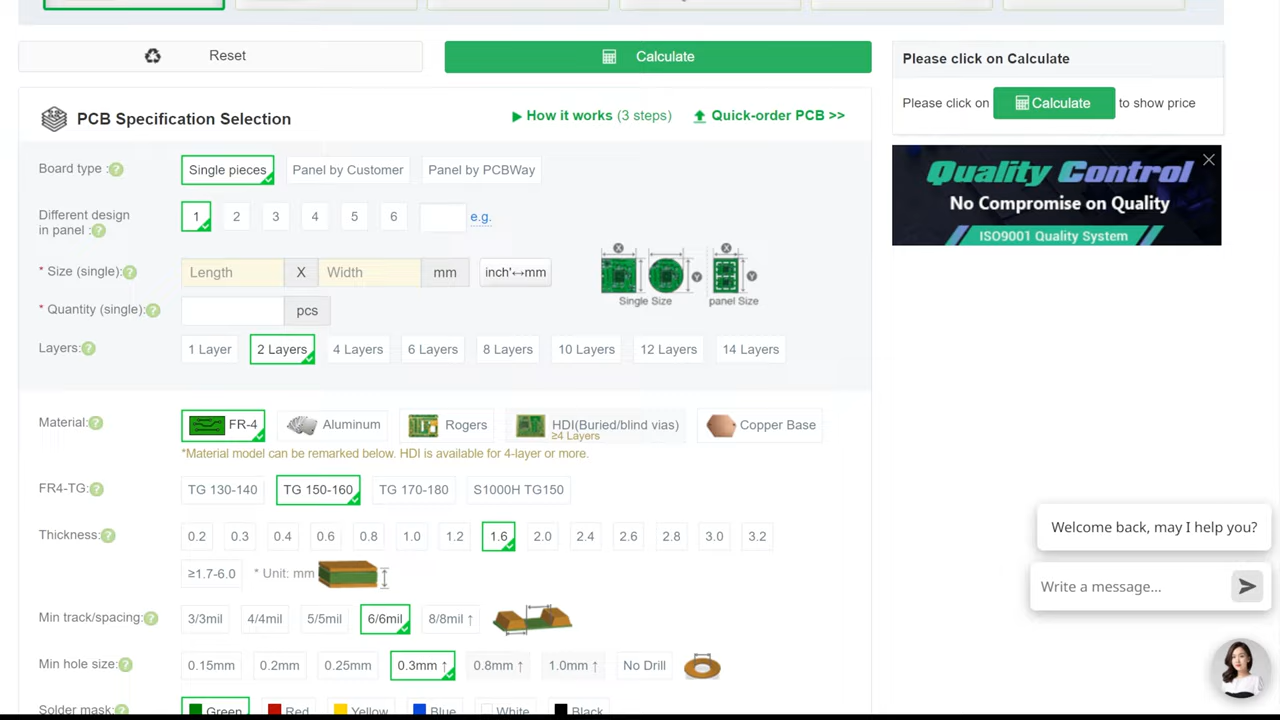 Reset
Calculate
Please click on Calculate
Please click on Calculate to show price
PCB Specification Selection
How it works (3 steps)
Quick-order PCB >>
Quality Control
No Compromise on Quality
ISO9001 Quality System
Board type :
Single pieces
Panel by Customer
Panel by PCBWay
Different design
in panel :
1 2 3 4 5 6 e.g.
* Size (single):
Length X Width mm inch'↔mm
X X
Y Y
Single Size panel Size
* Quantity (single):
pcs
Layers:
1 Layer 2 Layers 4 Layers 6 Layers 8 Layers 10 Layers 12 Layers 14 Layers
Material:
FR-4 Aluminum Rogers HDI(Buried/blind vias) Copper Base
≥4 Layers
*Material model can be remarked below. HDI is available for 4-layer or more.
FR4-TG:
TG 130-140 TG 150-160 TG 170-180 S1000H TG150
Thickness:
0.2 0.3 0.4 0.6 0.8 1.0 1.2 1.6 2.0 2.4 2.6 2.8 3.0 3.2
≥1.7-6.0 * Unit: mm
Min track/spacing:
3/3mil 4/4mil 5/5mil 6/6mil 8/8mil ↑
Min hole size:
0.15mm 0.2mm 0.25mm 0.3mm ↑ 0.8mm ↑ 1.0mm ↑ No Drill
Solder mask:
Green Red Yellow Blue White Black
Welcome back, may I help you?
Write a message...